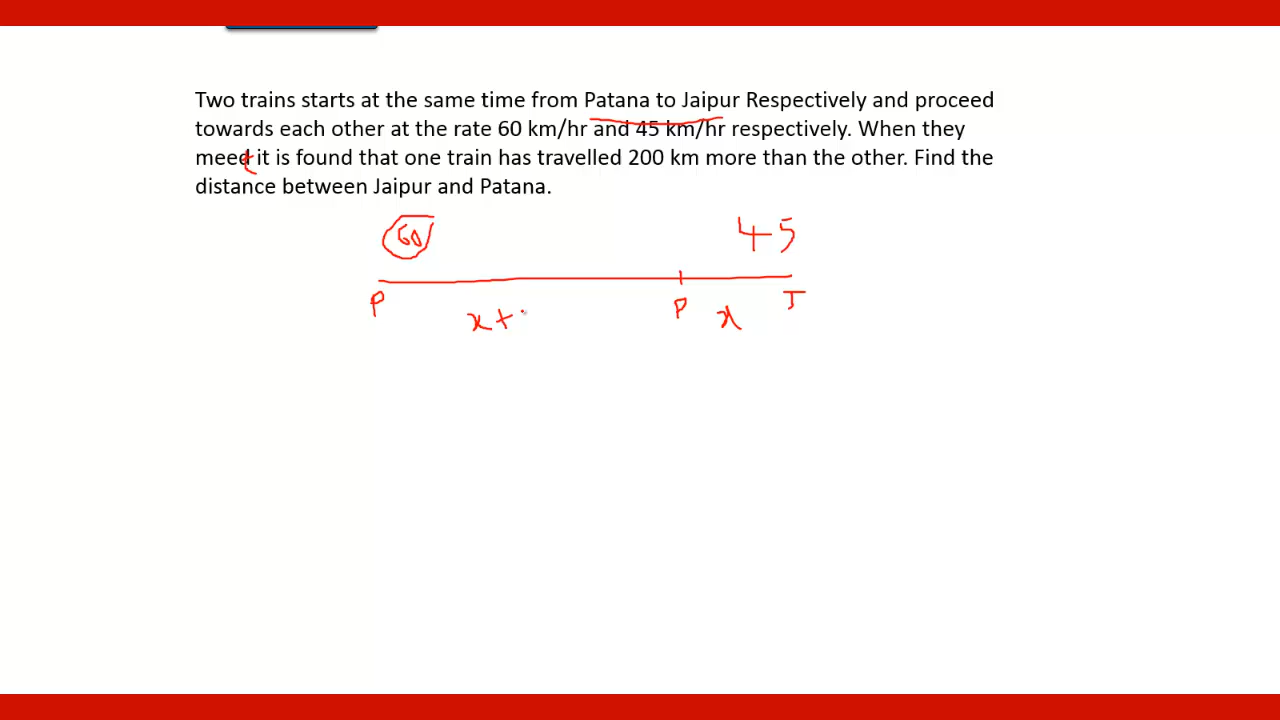 Two trains starts at the same time from Patana to Jaipur Respectively and proceed
towards each other at the rate 60 km/hr and 45 km/hr respectively. When they
meet it is found that one train has travelled 200 km more than the other. Find the
distance between Jaipur and Patana.
60 45
P x+ P x J